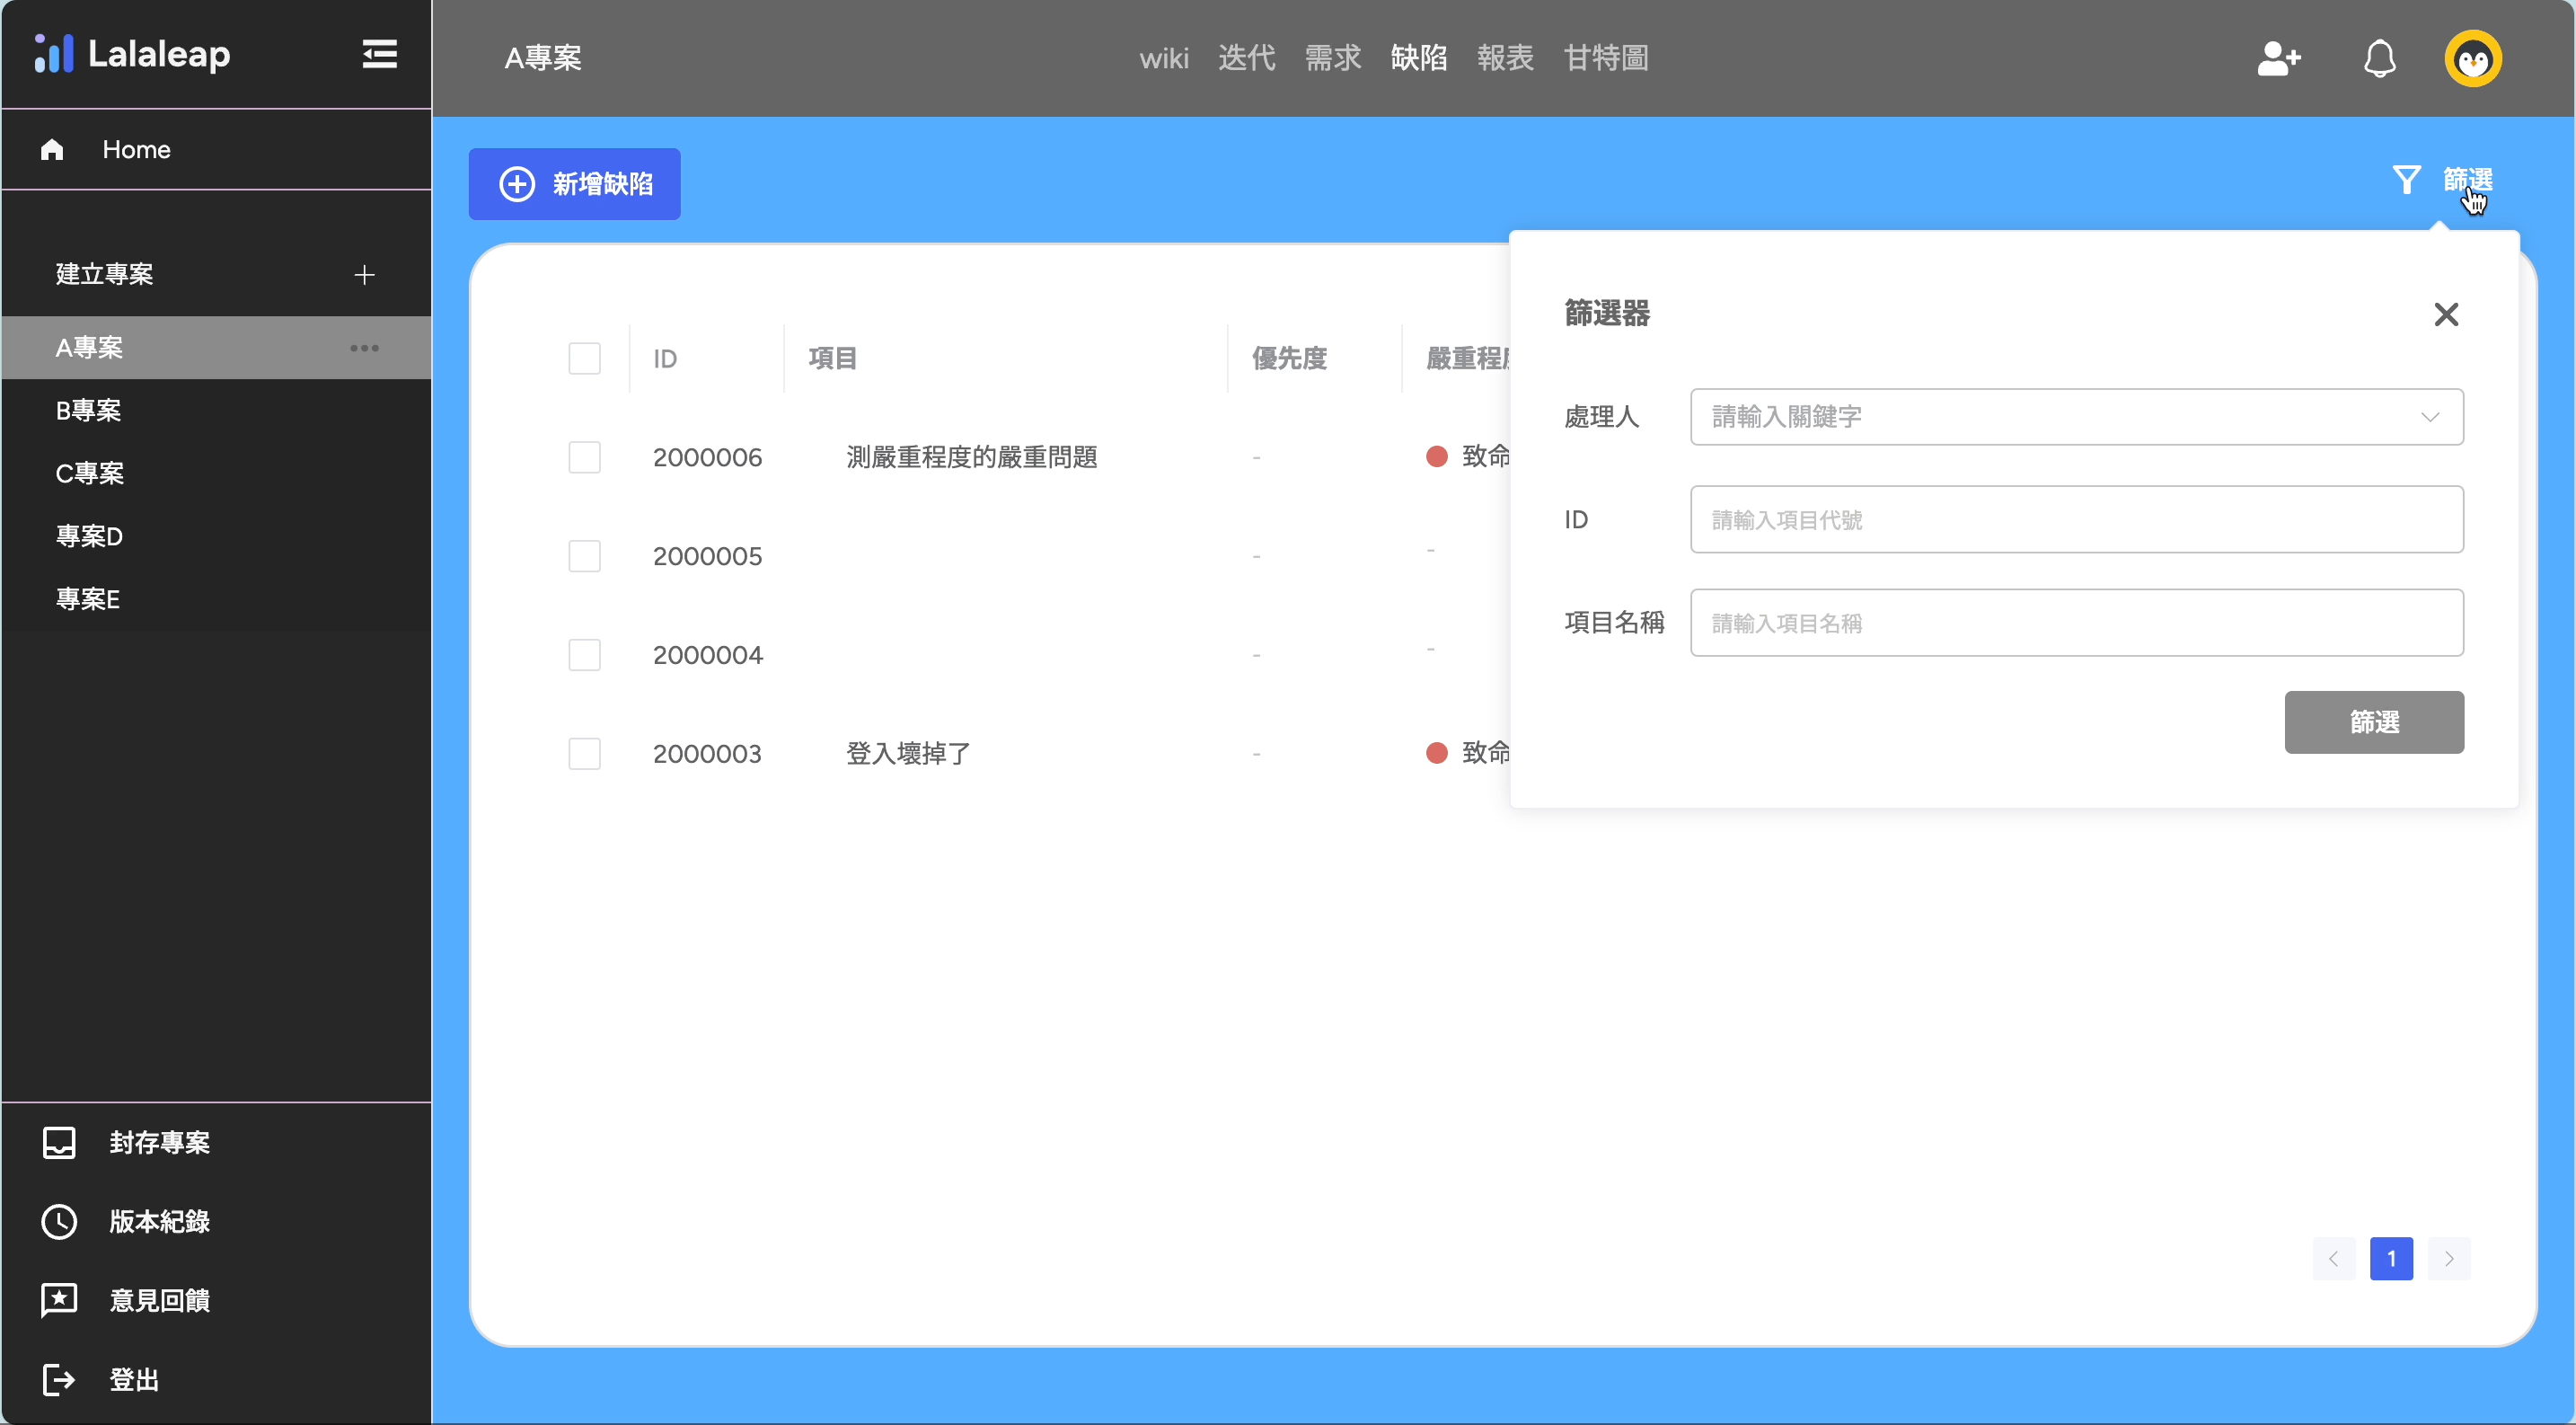 Lalaleap
Home
建立專案
A專案
B專案
C專案
專案D
專案E
封存專案
版本紀錄
意見回饋
登出
A專案
wiki 迭代 需求 缺陷 報表 甘特圖
新增缺陷
篩選
ID 項目 優先度 嚴重程度
2000006 測嚴重程度的嚴重問題 - 致命
2000005 - -
2000004 - -
2000003 登入壞掉了 - 致命
篩選器
處理人 請輸入關鍵字
ID 請輸入項目代號
項目名稱 請輸入項目名稱
篩選
1